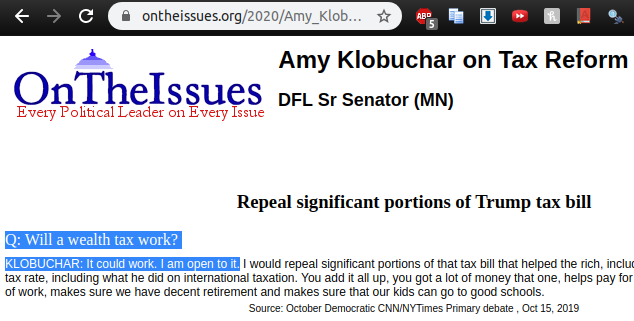 ontheissues.org/2020/Amy_Klob...
ABP
5
Amy Klobuchar on Tax Reform
OnTheIssues
Every Political Leader on Every Issue
DFL Sr Senator (MN)
Repeal significant portions of Trump tax bill
Q: Will a wealth tax work?
KLOBUCHAR: It could work. I am open to it. I would repeal significant portions of that tax bill that helped the rich, inclu
tax rate, including what he did on international taxation. You add it all up, you got a lot of money that one, helps pay for
of work, makes sure we have decent retirement and makes sure that our kids can go to good schools.
Source: October Democratic CNN/NYTimes Primary debate , Oct 15, 2019